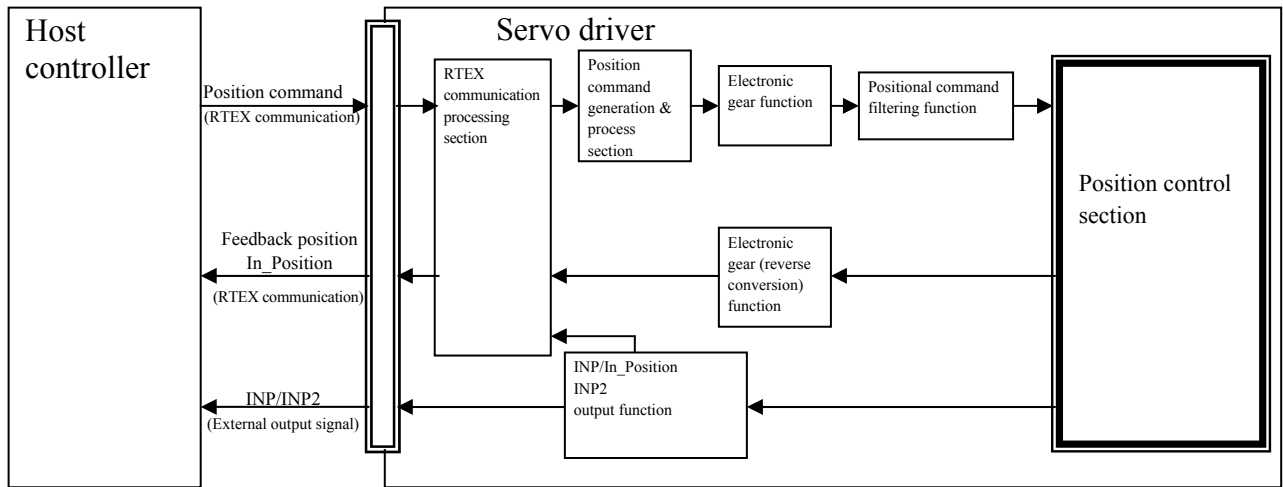 Host
controller
Servo driver
Position command
(RTEX communication)
RTEX
communication
processing
section
Position
command
generation &
process
section
Electronic
gear function
Positional command
filtering function
Position control
section
Feedback position
In_Position
(RTEX communication)
Electronic
gear (reverse
conversion)
function
INP/In_Position
INP2
output function
INP/INP2
(External output signal)